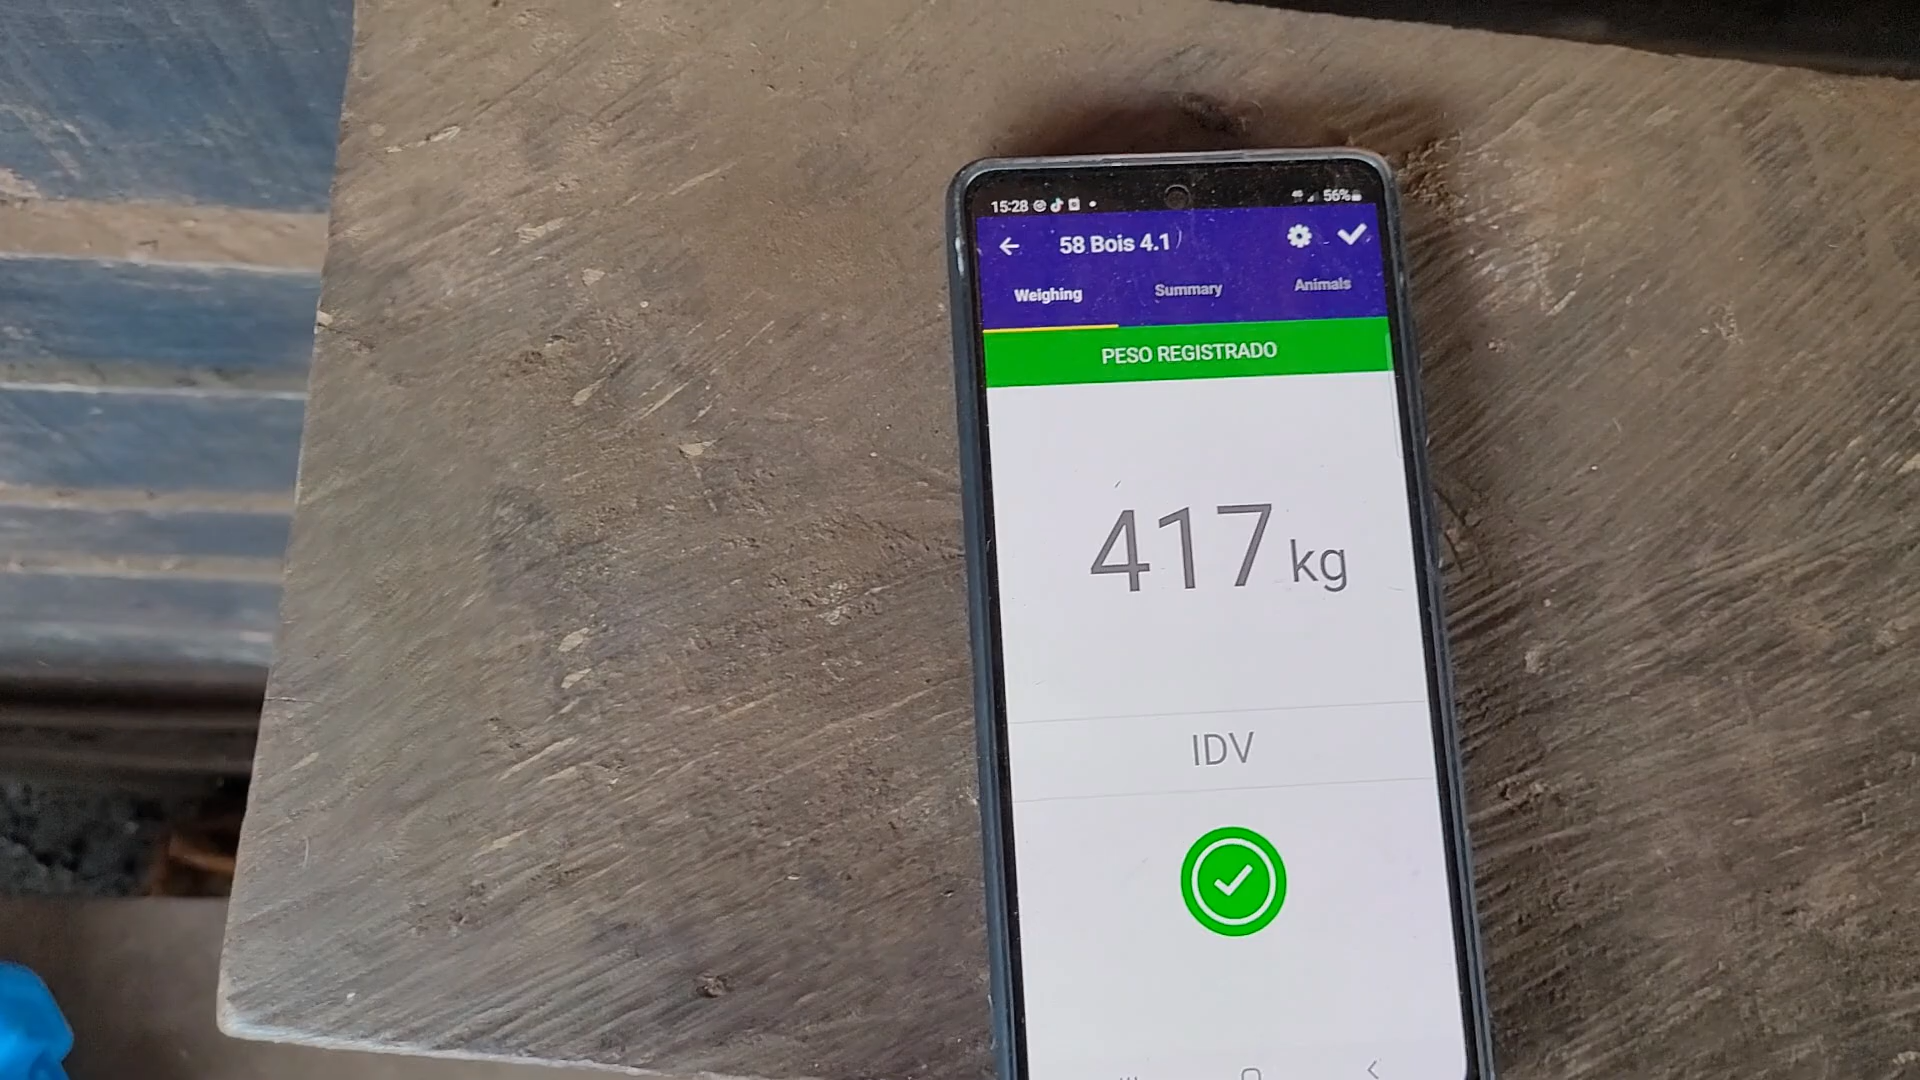 15:28 56%
58 Bois 4.1
Weighing Summary Animals
PESO REGISTRADO
417 kg
IDV